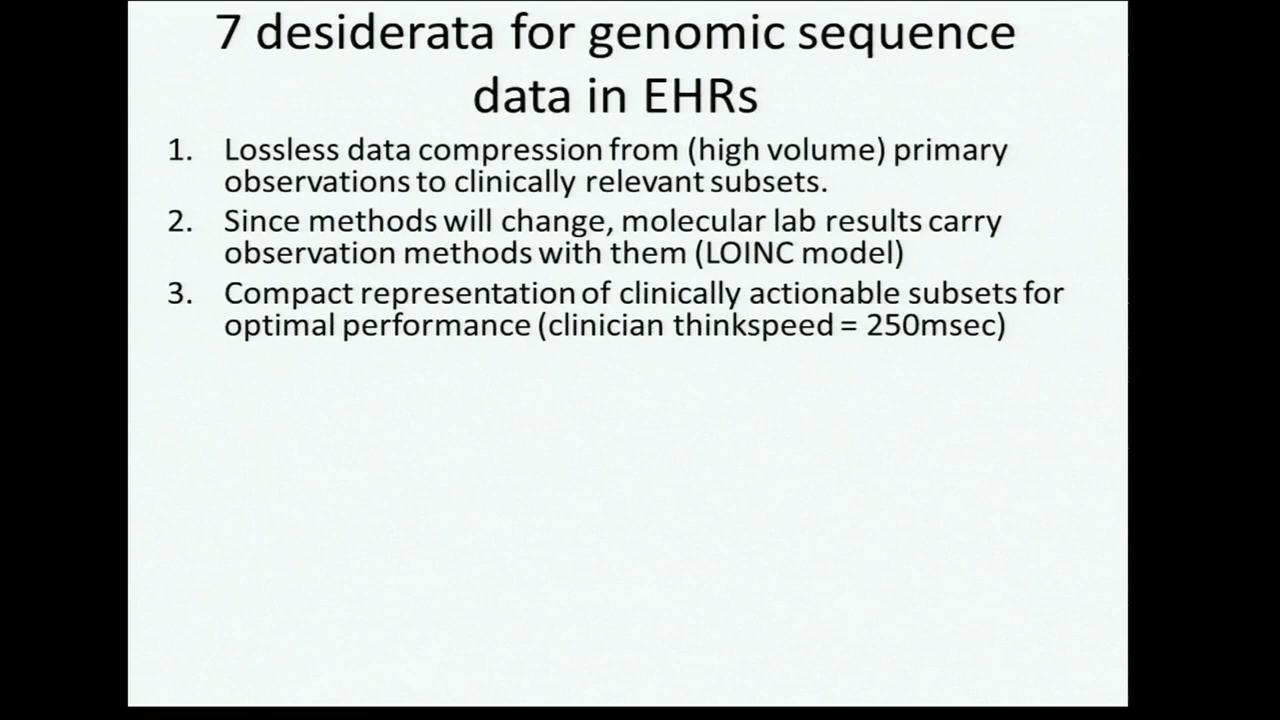 7 desiderata for genomic sequence
data in EHRs
1. Lossless data compression from (high volume) primary
observations to clinically relevant subsets.
2. Since methods will change, molecular lab results carry
observation methods with them (LOINC model)
3. Compact representation of clinically actionable subsets for
optimal performance (clinician thinkspeed = 250msec)